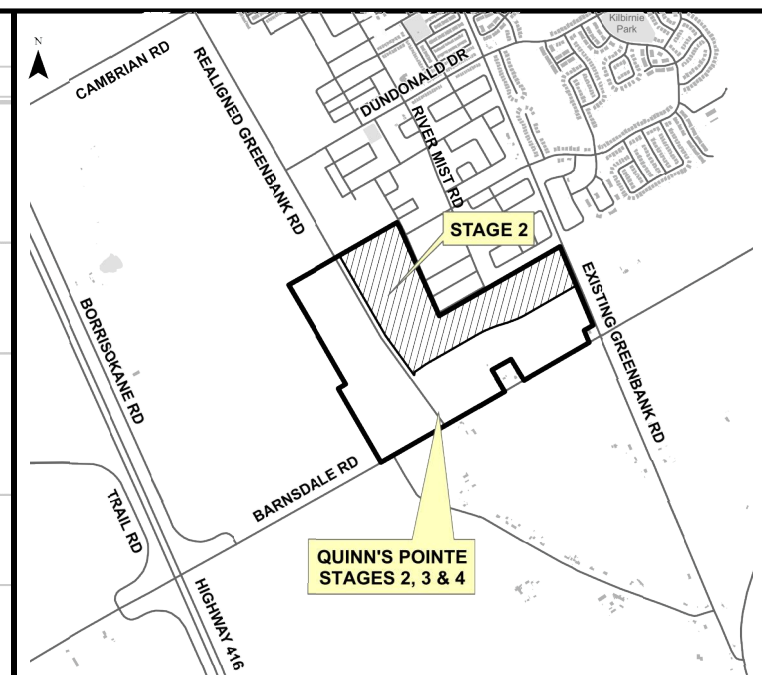 Kilbirnie
Park
N
CAMBRIAN RD
REALIGNED GREENBANK RD
DUNDONALD DR
RIVER MIST RD
STAGE 2
EXISTING GREENBANK RD
BORRISOKANE RD
BARNSDALE RD
TRAIL RD
QUINN'S POINTE
STAGES 2, 3 & 4
HIGHWAY 416